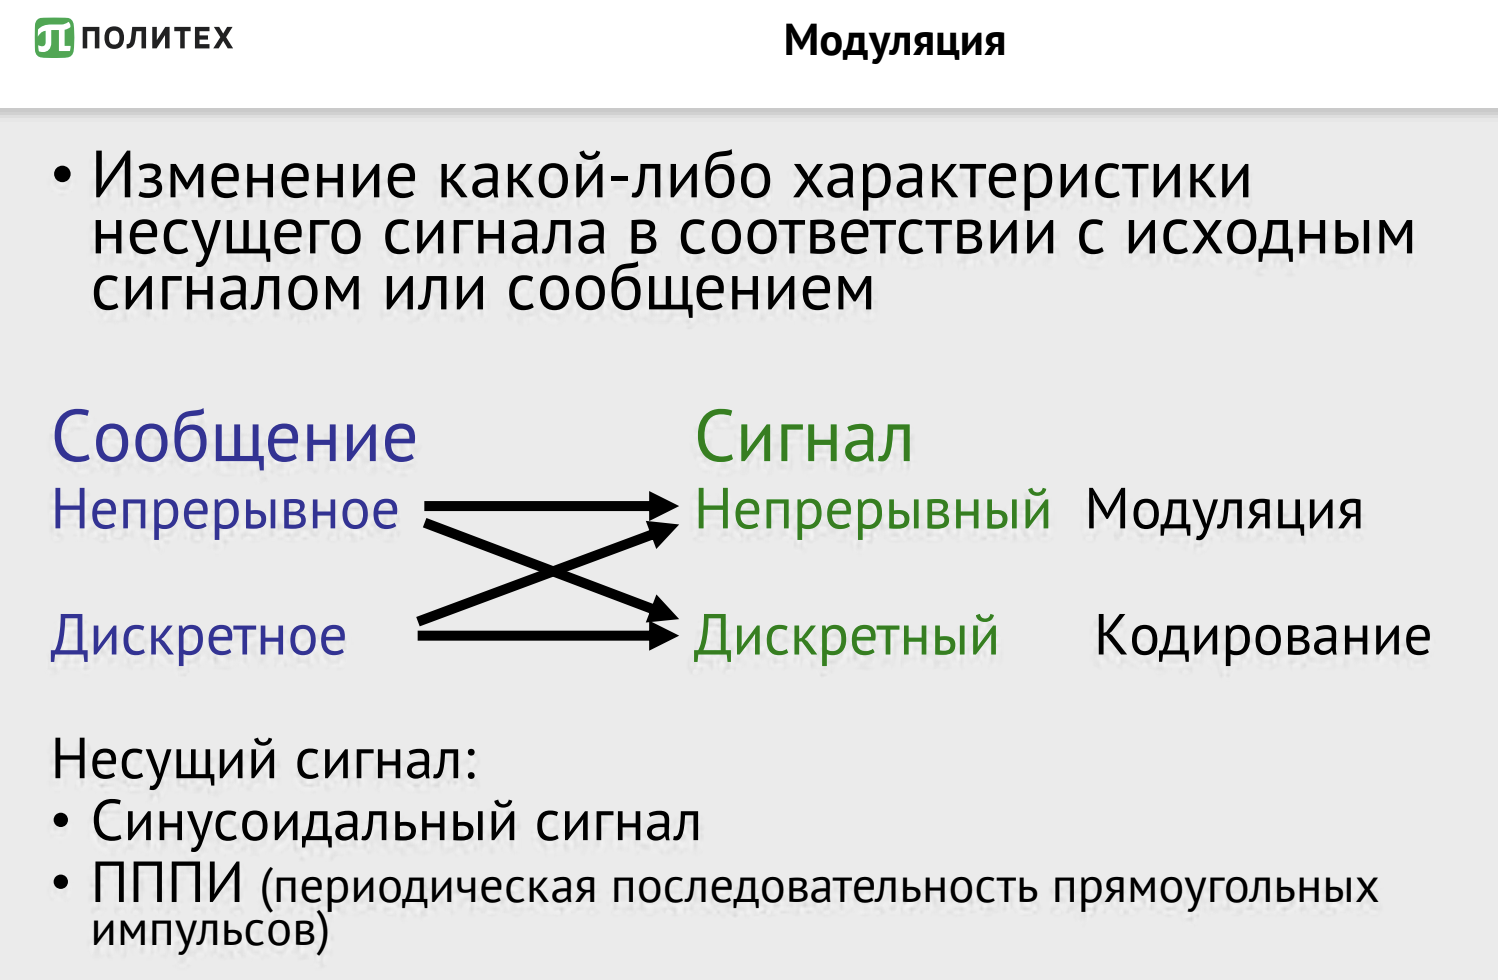 ПОЛИТЕХ
Модуляция
• Изменение какой-либо характеристики
несущего сигнала в соответствии с исходным
сигналом или сообщением
Сообщение Сигнал
Непрерывное Непрерывный Модуляция
Дискретное Дискретный Кодирование
Несущий сигнал:
• Синусоидальный сигнал
• ПППИ (периодическая последовательность прямоугольных
импульсов)